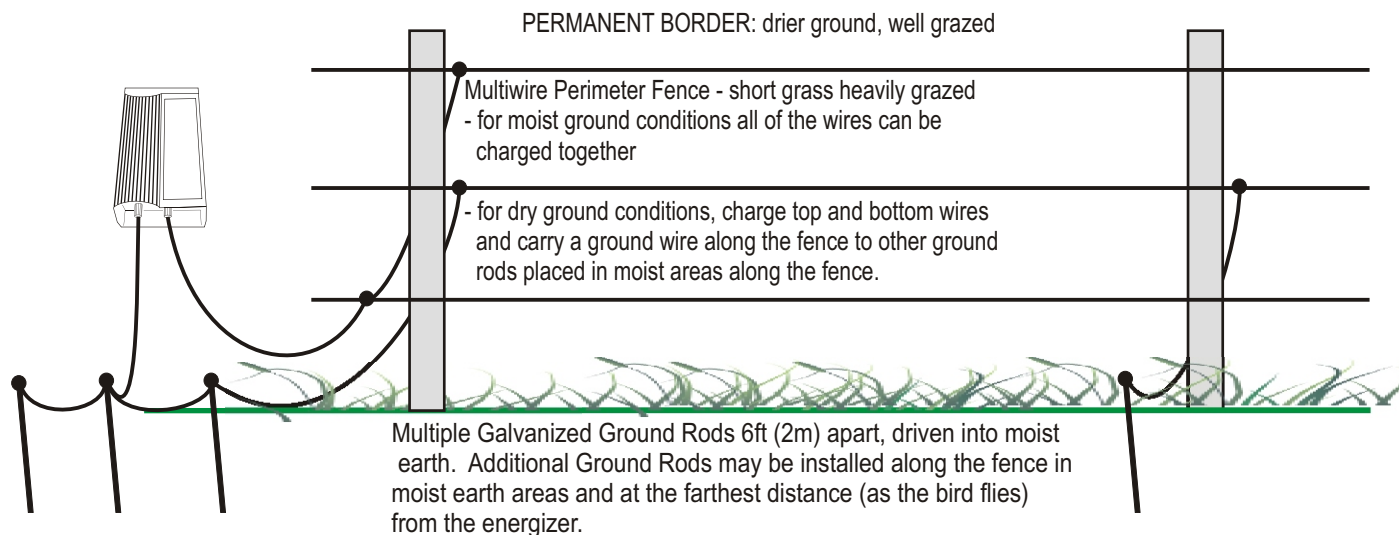 PERMANENT BORDER: drier ground, well grazed
Multiwire Perimeter Fence - short grass heavily grazed
- for moist ground conditions all of the wires can be
charged together
- for dry ground conditions, charge top and bottom wires
and carry a ground wire along the fence to other ground
rods placed in moist areas along the fence.
Multiple Galvanized Ground Rods 6ft (2m) apart, driven into moist
earth. Additional Ground Rods may be installed along the fence in
moist earth areas and at the farthest distance (as the bird flies)
from the energizer.